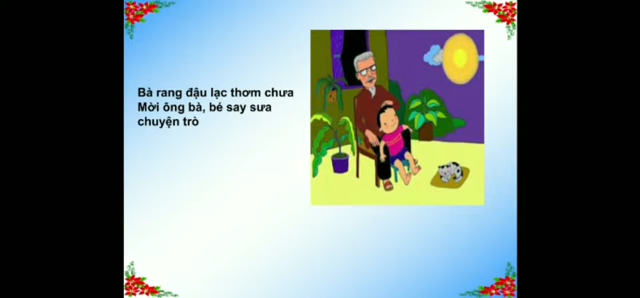 Bà rang đậu lạc thơm chưa
Mời ông bà, bé say sưa
chuyện trò